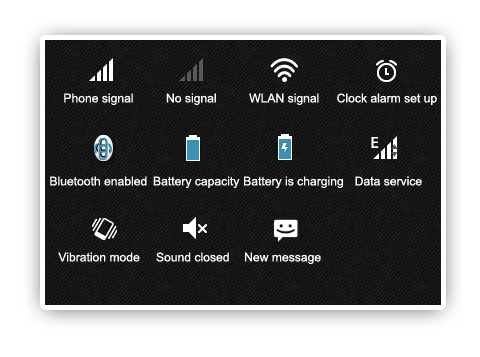 Phone signal No signal WLAN signal Clock alarm set up
E
Bluetooth enabled Battery capacity Battery is charging Data service
Vibration mode Sound closed New message